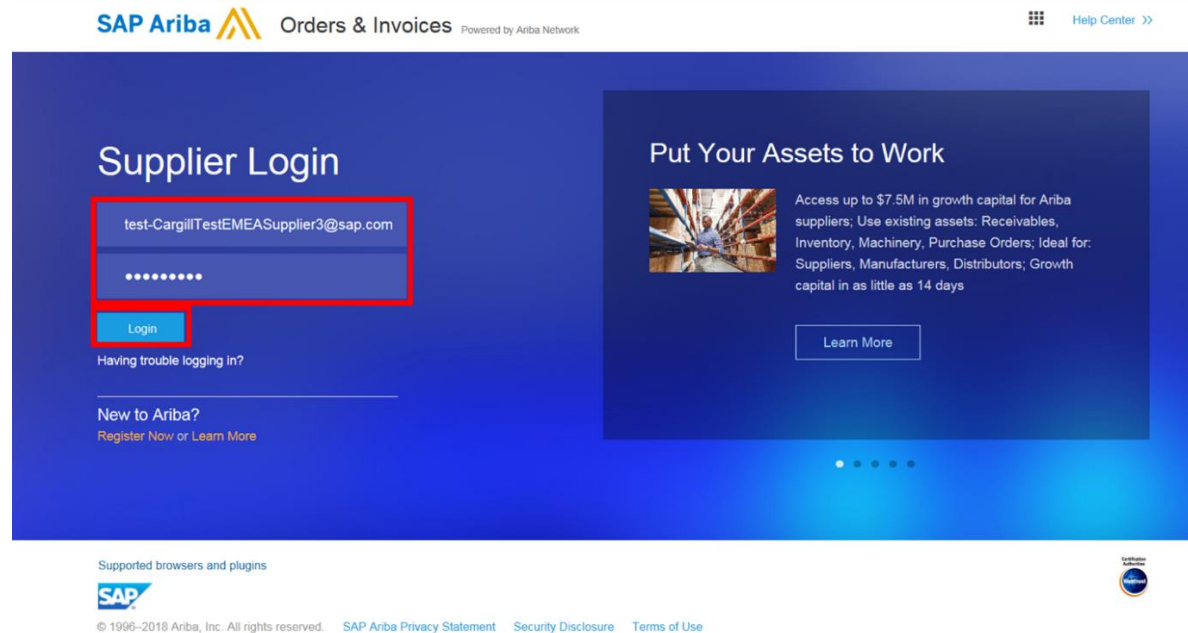 SAP Ariba Orders & Invoices Powered by Ariba Network
Help Center >>
Supplier Login
test-CargillTestEMEASupplier3@sap.com
•••••••••
Login
Having trouble logging in?
New to Ariba?
Register Now or Learn More
Put Your Assets to Work
Access up to $7.5M in growth capital for Ariba
suppliers; Use existing assets: Receivables,
Inventory, Machinery, Purchase Orders; Ideal for:
Suppliers, Manufacturers, Distributors; Growth
capital in as little as 14 days
Learn More
Supported browsers and plugins
Certification
Authorities
Webtrust
SAP
© 1996–2018 Ariba, Inc. All rights reserved. SAP Ariba Privacy Statement Security Disclosure Terms of Use